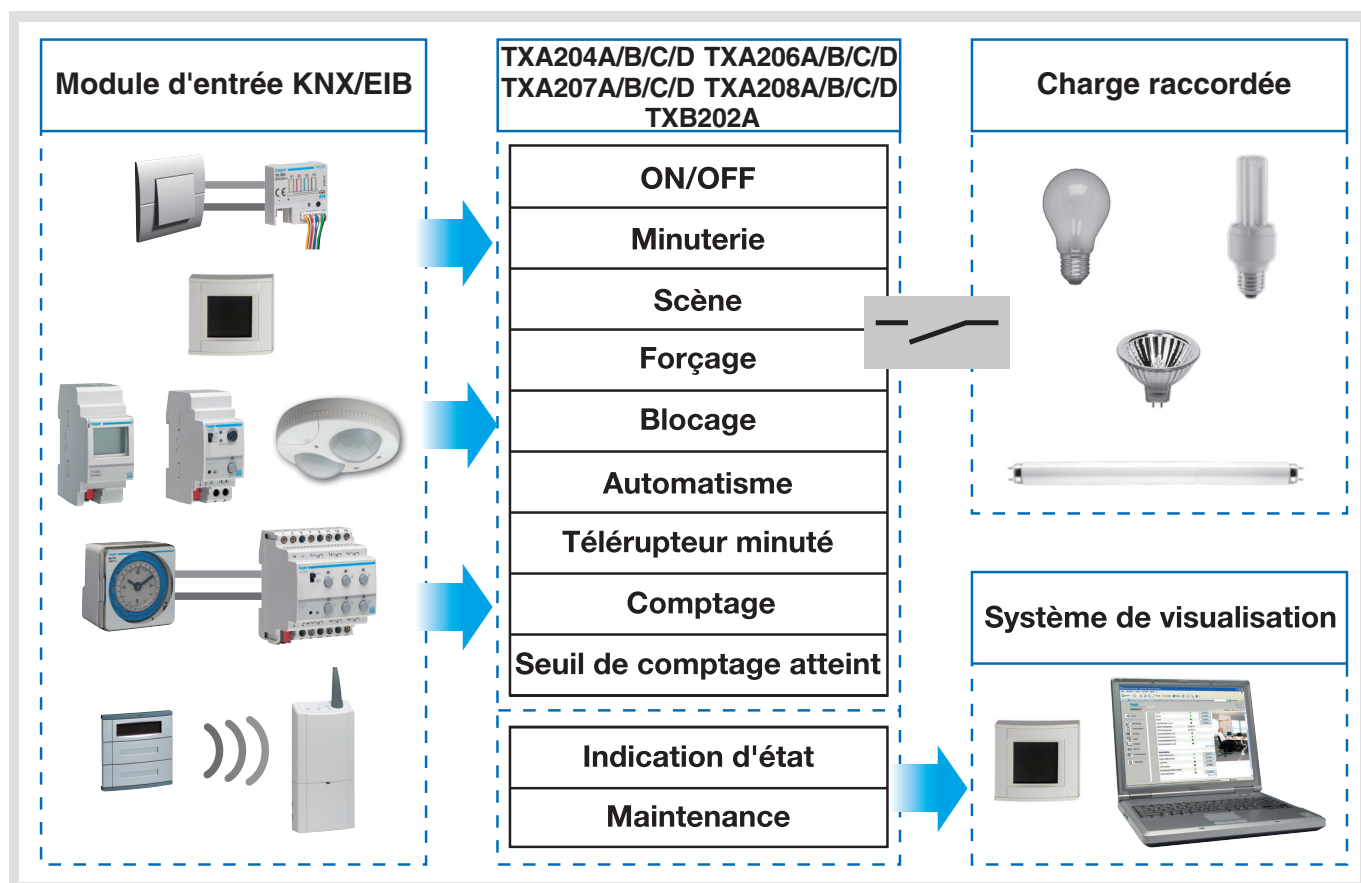 Module d'entrée KNX/EIB
TXA204A/B/C/D TXA206A/B/C/D
TXA207A/B/C/D TXA208A/B/C/D
TXB202A
Charge raccordée
ON/OFF
Minuterie
Scène
Forçage
Blocage
Automatisme
Télérupteur minuté
Comptage
Seuil de comptage atteint
Indication d'état
Maintenance
Système de visualisation